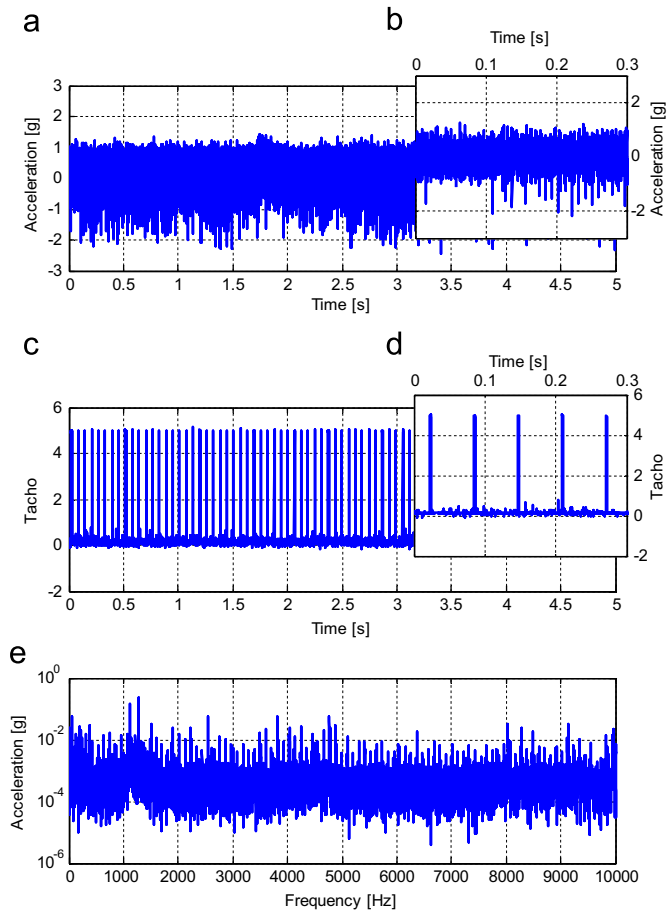 a
b
Time [s]
0 0.1 0.2 0.3
3
2
1
0
-1
-2
-3
Acceleration [g]
2
0
-2
Acceleration [g]
0 0.5 1 1.5 2 2.5 3 3.5 4 4.5 5
Time [s]
c
d
Time [s]
0 0.1 0.2 0.3
6
4
2
0
-2
Tacho
6
4
2
0
-2
Tacho
0 0.5 1 1.5 2 2.5 3 3.5 4 4.5 5
Time [s]
e
10^0
10^-2
10^-4
10^-6
Acceleration [g]
0 1000 2000 3000 4000 5000 6000 7000 8000 9000 10000
Frequency [Hz]